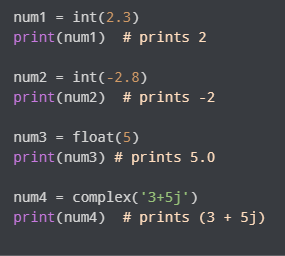 num1 = int(2.3)
print(num1)  # prints 2
num2 = int(-2.8)
print(num2)  # prints -2
num3 = float(5)
print(num3) # prints 5.0
num4 = complex('3+5j')
print(num4)  # prints (3 + 5j)